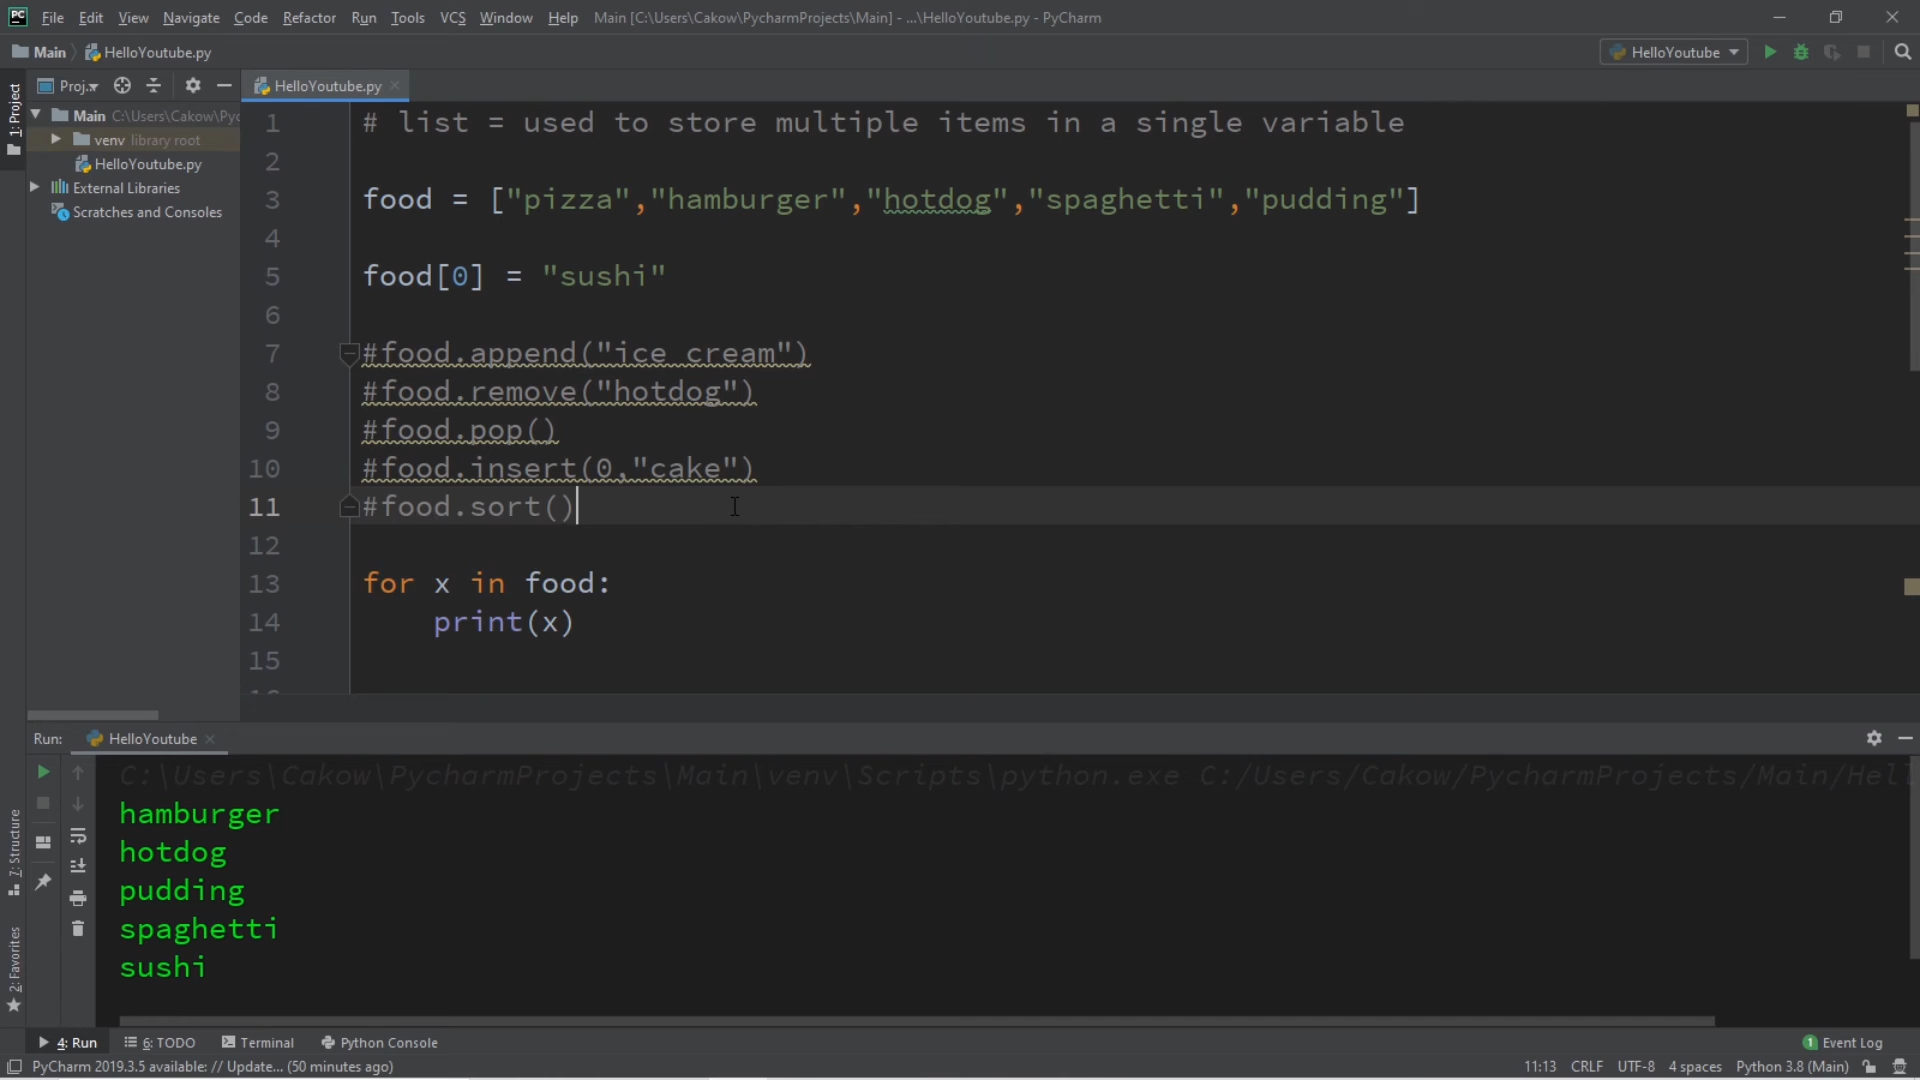 PC File Edit View Navigate Code Refactor Run Tools VCS Window Help Main [C:\Users\Cakow\PycharmProjects\Main] - ...\HelloYoutube.py - PyCharm
Main HelloYoutube.py HelloYoutube
1: Project
Proj.. HelloYoutube.py
Main C:\Users\Cakow\Pyc
venv library root
HelloYoutube.py
External Libraries
Scratches and Consoles
1 # list = used to store multiple items in a single variable
2
3 food = ["pizza","hamburger","hotdog","spaghetti","pudding"]
4
5 food[0] = "sushi"
6
7 #food.append("ice cream")
8 #food.remove("hotdog")
9 #food.pop()
10 #food.insert(0,"cake")
11 #food.sort()
12
13 for x in food:
14     print(x)
15
Run: HelloYoutube
C:\Users\Cakow\PycharmProjects\Main\venv\Scripts\python.exe C:/Users/Cakow/PycharmProjects/Main/Hel
hamburger
hotdog
pudding
spaghetti
sushi
7: Structure
2: Favorites
4: Run 6: TODO Terminal Python Console 1 Event Log
PyCharm 2019.3.5 available: // Update... (50 minutes ago) 11:13 CRLF UTF-8 4 spaces Python 3.8 (Main)